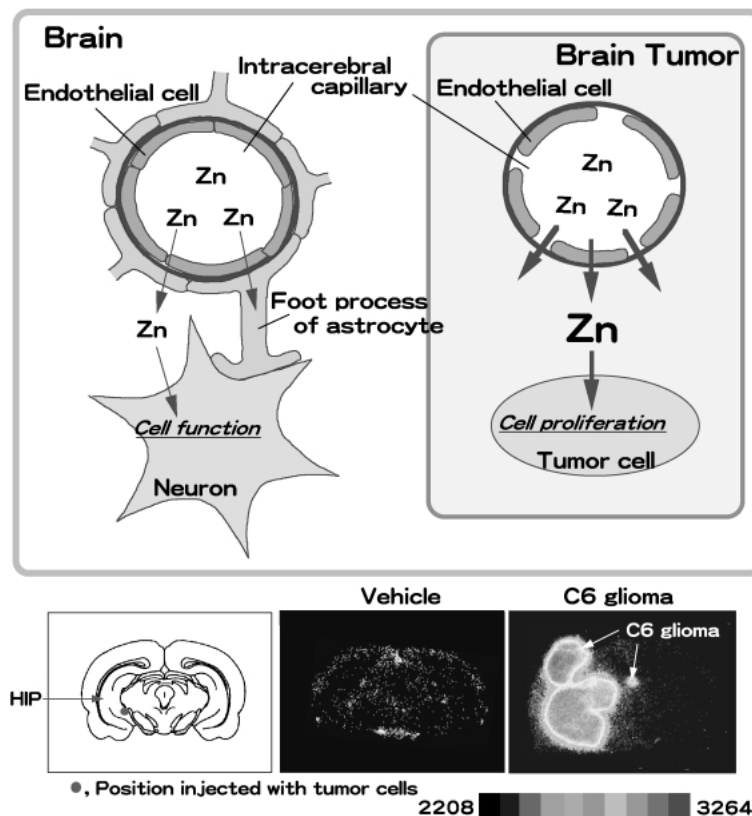 Brain
Brain Tumor
Intracerebral
capillary
Endothelial cell
Endothelial cell
Zn
Zn
Zn
Zn
Zn
Zn
Zn
Foot process
of astrocyte
Zn
Cell function
Neuron
Cell proliferation
Tumor cell
Vehicle
C6 glioma
C6 glioma
HIP
●, Position injected with tumor cells
2208
3264